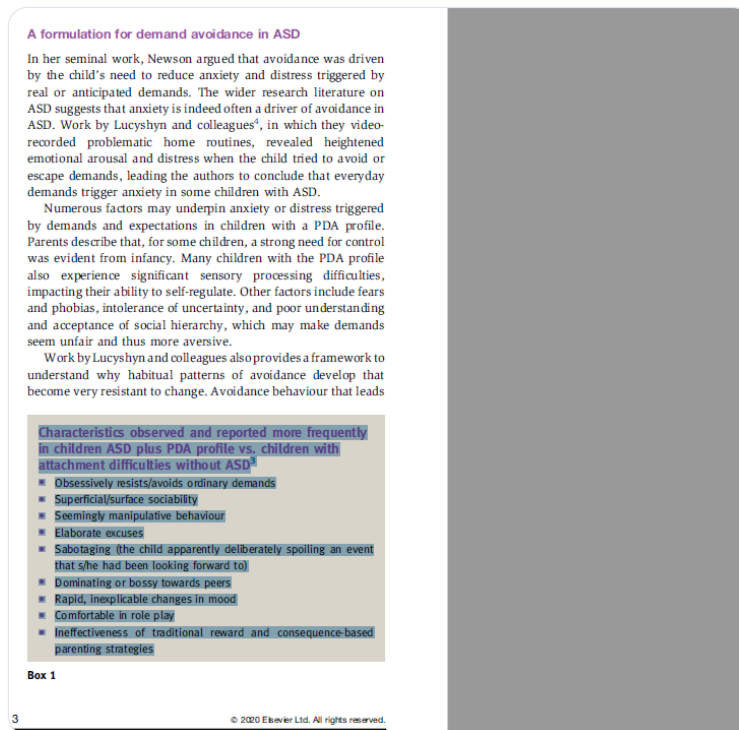 A formulation for demand avoidance in ASD
In her seminal work, Newson argued that avoidance was driven
by the child's need to reduce anxiety and distress triggered by
real or anticipated demands. The wider research literature on
ASD suggests that anxiety is indeed often a driver of avoidance in
ASD. Work by Lucyshyn and colleagues⁴, in which they video-
recorded problematic home routines, revealed heightened
emotional arousal and distress when the child tried to avoid or
escape demands, leading the authors to conclude that everyday
demands trigger anxiety in some children with ASD.
Numerous factors may underpin anxiety or distress triggered
by demands and expectations in children with a PDA profile.
Parents describe that, for some children, a strong need for control
was evident from infancy. Many children with the PDA profile
also experience significant sensory processing difficulties,
impacting their ability to self-regulate. Other factors include fears
and phobias, intolerance of uncertainty, and poor understanding
and acceptance of social hierarchy, which may make demands
seem unfair and thus more aversive.
Work by Lucyshyn and colleagues also provides a framework to
understand why habitual patterns of avoidance develop that
become very resistant to change. Avoidance behaviour that leads
Characteristics observed and reported more frequently
in children ASD plus PDA profile vs. children with
attachment difficulties without ASD³
■ Obsessively resists/avoids ordinary demands
■ Superficial/surface sociability
■ Seemingly manipulative behaviour
■ Elaborate excuses
■ Sabotaging (the child apparently deliberately spoiling an event
that s/he had been looking forward to)
■ Dominating or bossy towards peers
■ Rapid, inexplicable changes in mood
■ Comfortable in role play
■ Ineffectiveness of traditional reward and consequence-based
parenting strategies
Box 1
3
© 2020 Elsevier Ltd. All rights reserved.